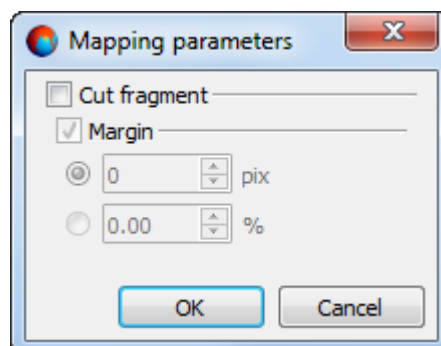 Mapping parameters
Cut fragment
Margin
0 pix
0.00 %
OK Cancel